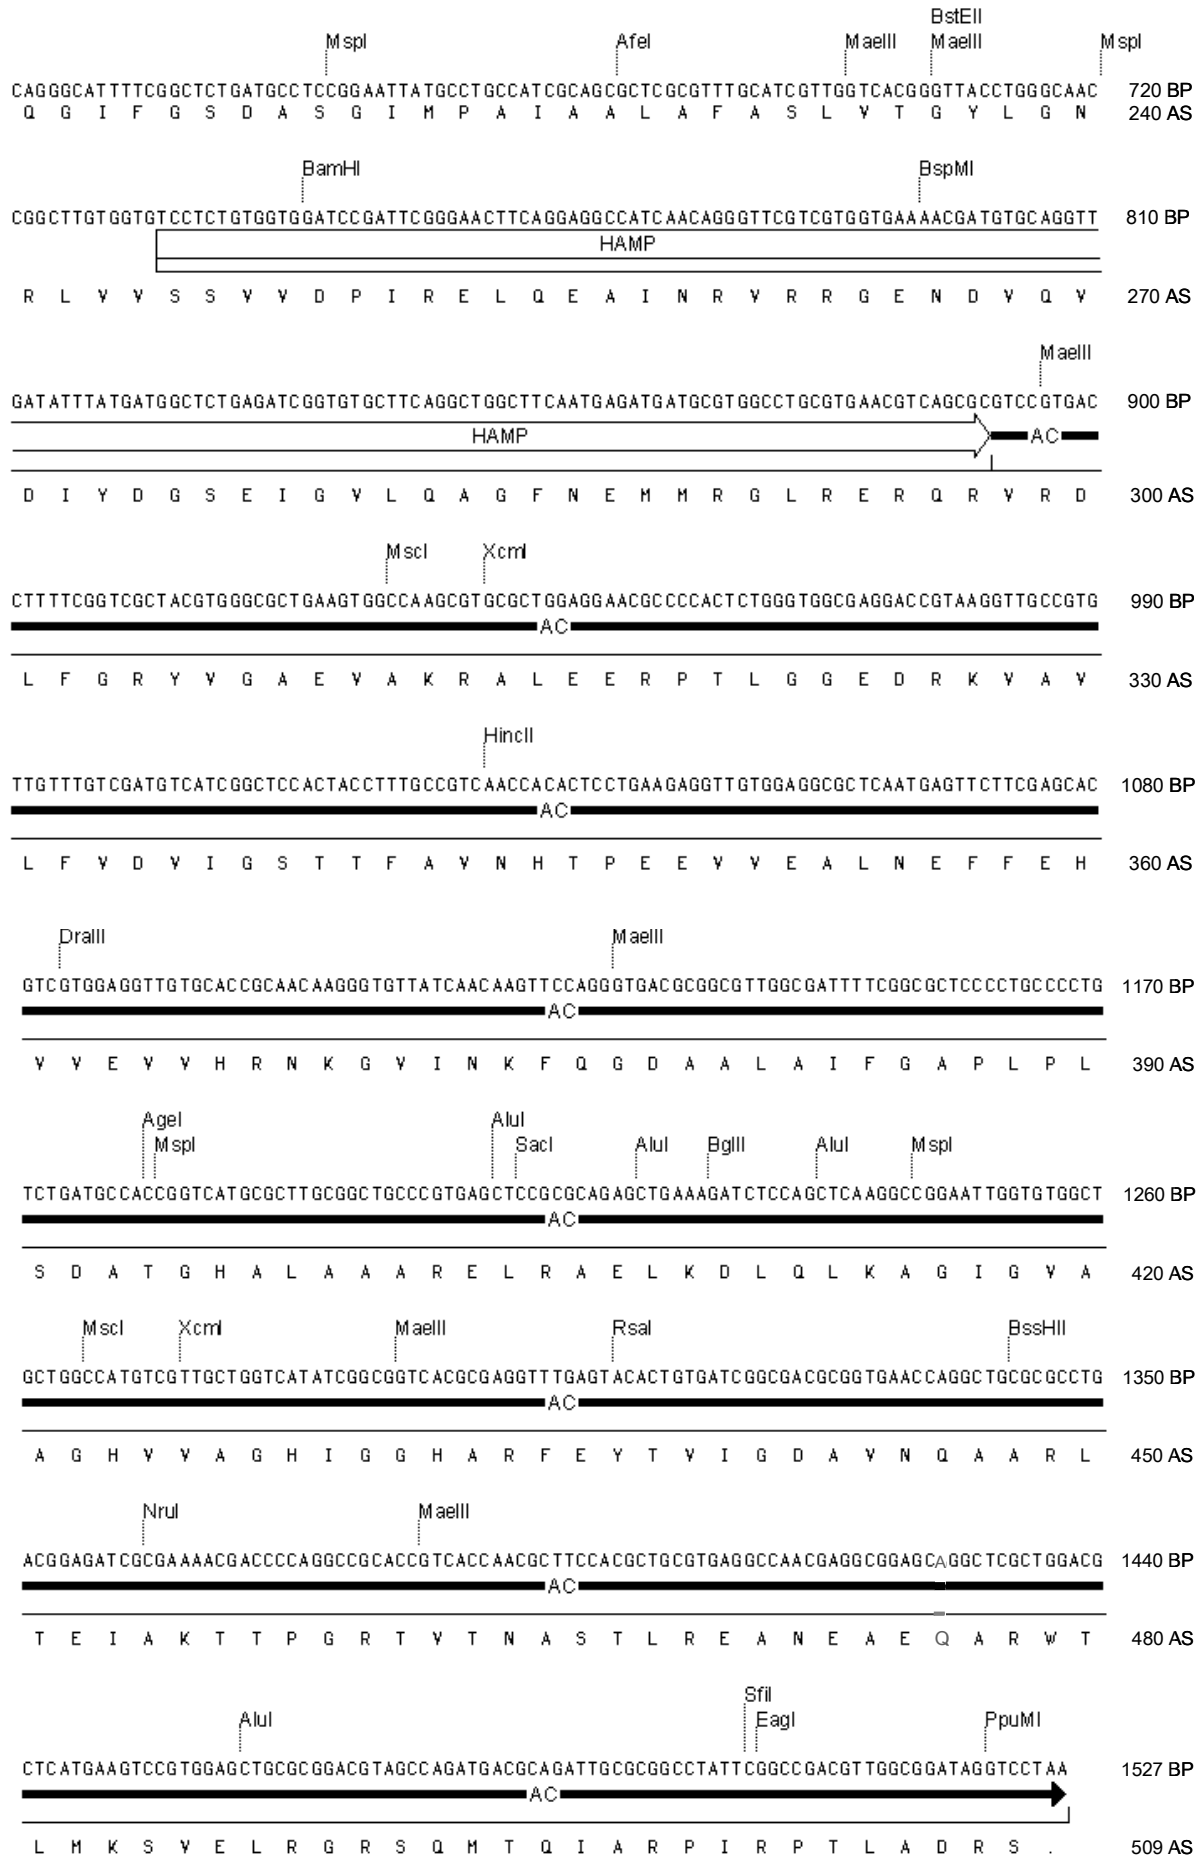 BstEII
MspI AfeI MaeIII MaeIII MspI
CAGGGCATTTTCGGCTCTGATGCCTCCGGAATTATGCCTGCCATCGCAGCGCTCGCGTTTGCATCGTTGGTCACGGGTTACCTGGGCAAC 720 BP
Q G I F G S D A S G I M P A I A A L A F A S L V T G Y L G N 240 AS
BamHI BspMI
CGGCTTGTGGTGTCCTCTGTGGTGGATCCGATTCGGGAACTTCAGGAGGCCATCAACAGGGTTCGTCGTGGTGAAAACGATGTGCAGGTT 810 BP
HAMP
R L V V S S V V D P I R E L Q E A I N R V R R G E N D V Q V 270 AS
MaeIII
GATATTTATGATGGCTCTGAGATCGGTGTGCTTCAGGCTGGCTTCAATGAGATGATGCGTGGCCTGCGTGAACGTCAGCGCGTCCGTGAC 900 BP
HAMP AC
D I Y D G S E I G V L Q A G F N E M M R G L R E R Q R V R D 300 AS
MscI XcmI
CTTTTCGGTCGCTACGTGGGCGCTGAAGTGGCCAAGCGTGCGCTGGAGGAACGCCCCACTCTGGGTGGCGAGGACCGTAAGGTTGCCGTG 990 BP
AC
L F G R Y V G A E V A K R A L E E R P T L G G E D R K V A V 330 AS
HincII
TTGTTTGTCGATGTCATCGGCTCCACTACCTTTGCCGTCAACCACACTCCTGAAGAGGTTGTGGAGGCGCTCAATGAGTTCTTCGAGCAC 1080 BP
AC
L F V D V I G S T T F A V N H T P E E V V E A L N E F F E H 360 AS
DraIII MaeIII
GTCGTGGAGGTTGTGCACCGCAACAAGGGTGTTATCAACAAGTTCCAGGGTGACGCGGCGTTGGCGATTTTCGGCGCTCCCCTGCCCCTG 1170 BP
AC
V V E V V H R N K G V I N K F Q G D A A L A I F G A P L P L 390 AS
AgeI AluI
MspI SacI AluI BglII AluI MspI
TCTGATGCCACCGGTCATGCGCTTGCGGCTGCCCGTGAGCTCCGCGCAGAGCTGAAAGATCTCCAGCTCAAGGCCGGAATTGGTGTGGCT 1260 BP
AC
S D A T G H A L A A A R E L R A E L K D L Q L K A G I G V A 420 AS
MscI XcmI MaeIII RsaI BssHII
GCTGGCCATGTCGTTGCTGGTCATATCGGCGGTCACGCGAGGTTTGAGTACACTGTGATCGGCGACGCGGTGAACCAGGCTGCGCGCCTG 1350 BP
AC
A G H V V A G H I G G H A R F E Y T V I G D A V N Q A A R L 450 AS
NruI MaeIII
ACGGAGATCGCGAAAACGACCCCAGGCCGCACCGTCACCAACGCTTCCACGCTGCGTGAGGCCAACGAGGCGGAGCAGGCTCGCTGGACG 1440 BP
AC
T E I A K T T P G R T V T N A S T L R E A N E A E Q A R W T 480 AS
SfiI
AluI EagI PpuMI
CTCATGAAGTCCGTGGAGCTGCGCGGACGTAGCCAGATGACGCAGATTGCGCGGCCTATTCGGCCGACGTTGGCGGATAGGTCCTAA 1527 BP
AC
L M K S V E L R G R S Q M T Q I A R P I R P T L A D R S . 509 AS